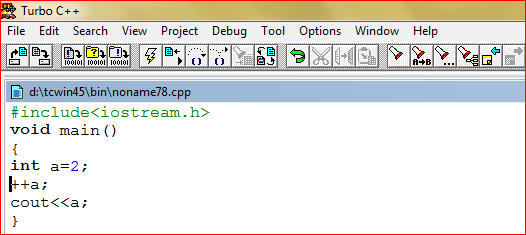 Turbo C++
File Edit Search View Project Debug Tool Options Window Help
d:\tcwin45\bin\noname78.cpp
#include<iostream.h>
void main()
{
int a=2;
++a;
cout<<a;
}